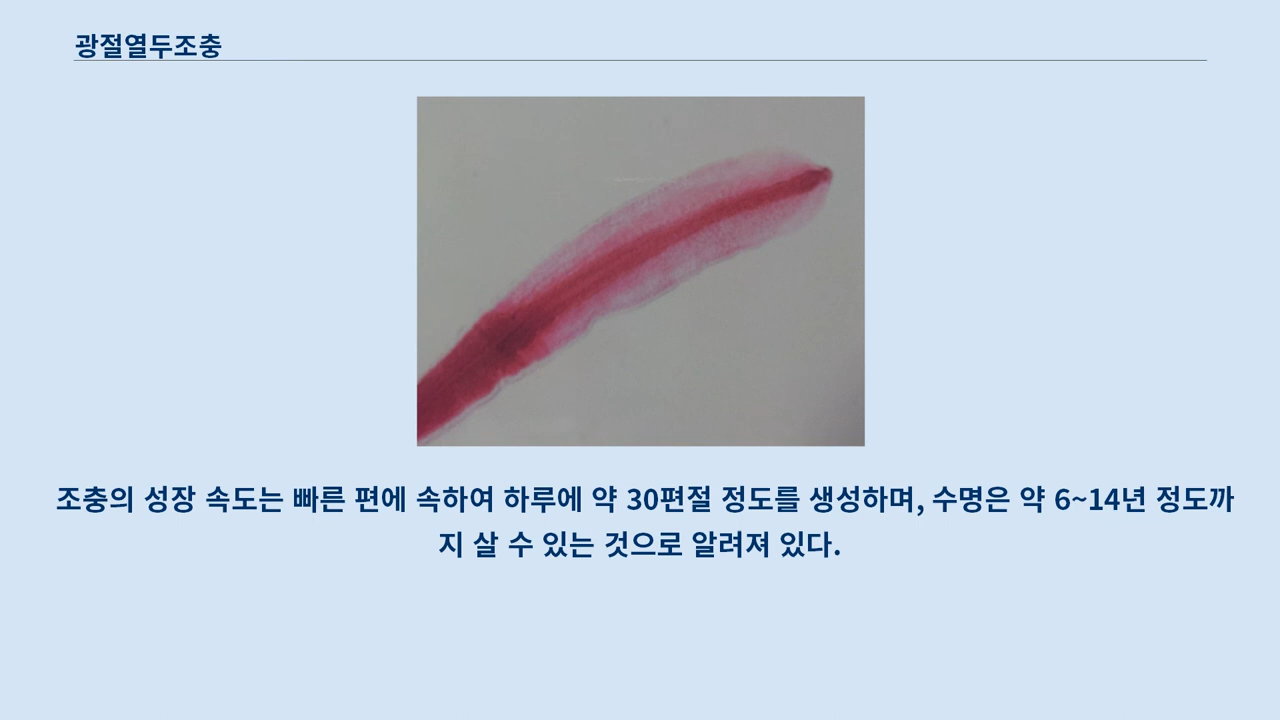 광절열두조충
조충의 성장 속도는 빠른 편에 속하여 하루에 약 30편절 정도를 생성하며, 수명은 약 6~14년 정도까
지 살 수 있는 것으로 알려져 있다.